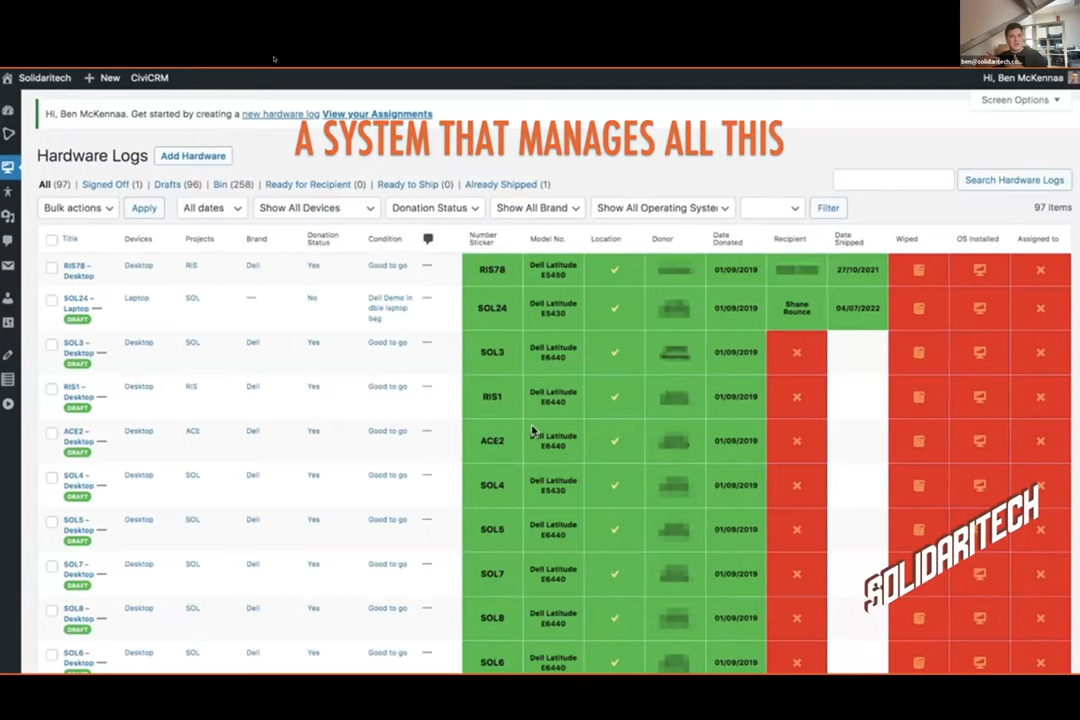 ben@solidaritech.co...
Solidaritech + New CiviCRM Hi, Ben McKennaa
Screen Options
Hi, Ben McKennaa. Get started by creating a new hardware log View your Assignments
A SYSTEM THAT MANAGES ALL THIS
Hardware Logs Add Hardware
All (97) | Signed Off (1) | Drafts (96) | Bin (258) | Ready for Recipient (0) | Ready to Ship (0) | Already Shipped (1)
Search Hardware Logs
Bulk actions Apply All dates Show All Devices Donation Status Show All Brand Show All Operating Syster Filter 97 items
Title Devices Projects Brand Donation Status Condition Number Sticker Model No. Location Donor Date Donated Recipient Date Shipped Wiped OS Installed Assigned to
RIS78 – Desktop Desktop RIS Dell Yes Good to go — RIS78 Dell Latitude E5450 01/09/2019 27/10/2021
SOL24 – Laptop — DRAFT Laptop SOL — No Dell Demo in dble laptop bag — SOL24 Dell Latitude E5430 01/09/2019 Shane Rounce 04/07/2022
SOL3 – Desktop — DRAFT Desktop SOL Dell Yes Good to go — SOL3 Dell Latitude E6440 01/09/2019
RIS1 – Desktop — DRAFT Desktop RIS Dell Yes Good to go — RIS1 Dell Latitude E6440 01/09/2019
ACE2 – Desktop — DRAFT Desktop ACE Dell Yes Good to go — ACE2 Dell Latitude E6440 01/09/2019
SOL4 – Desktop — DRAFT Desktop SOL Dell Yes Good to go — SOL4 Dell Latitude E5430 01/09/2019
SOL5 – Desktop — DRAFT Desktop SOL Dell Yes Good to go — SOL5 Dell Latitude E6440 01/09/2019
SOL7 – Desktop — DRAFT Desktop SOL Dell Yes Good to go — SOL7 Dell Latitude E6440 01/09/2019
SOL8 – Desktop — DRAFT Desktop SOL Dell Yes Good to go — SOL8 Dell Latitude E6440 01/09/2019
SOL6 – Desktop — Desktop SOL Dell Yes Good to go — SOL6 Dell Latitude E6440 01/09/2019
SOLIDARITECH